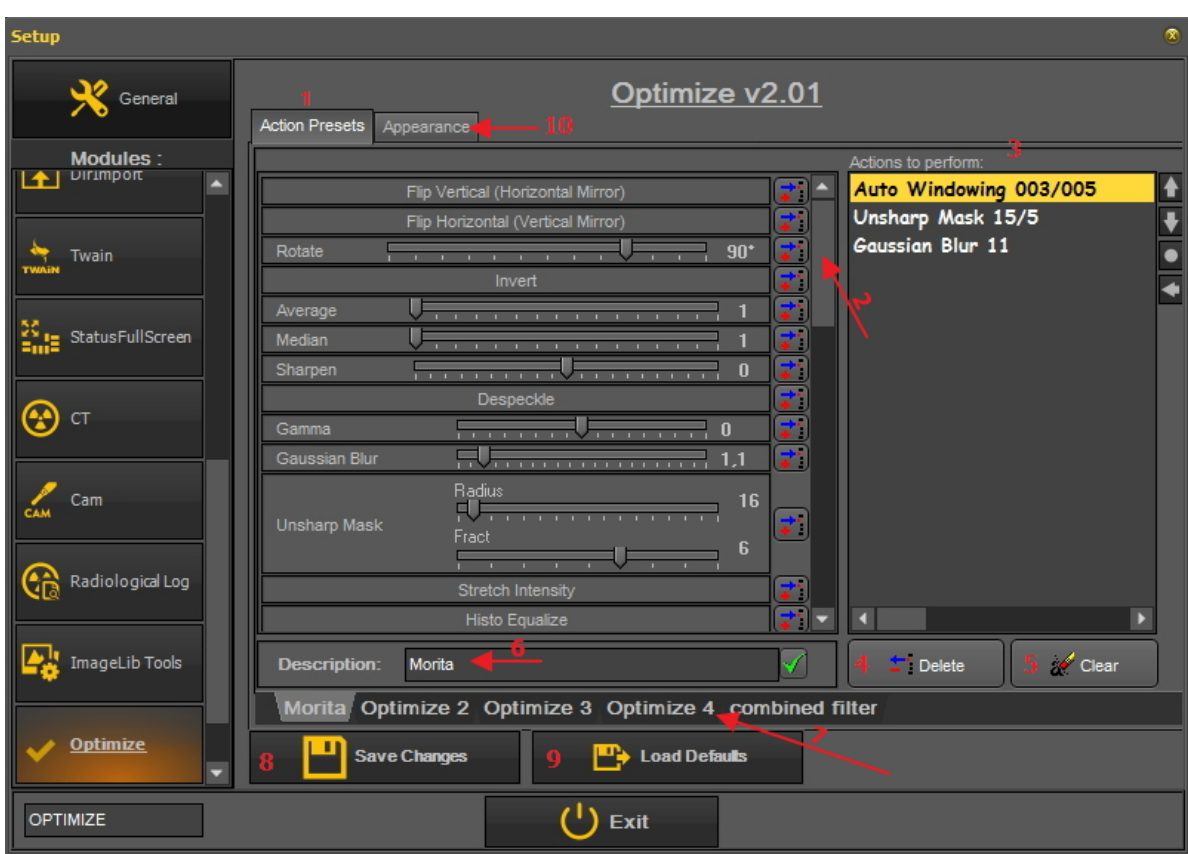 Setup
General
Modules :
DirImport
TWAIN Twain
StatusFullScreen
CT
CAM Cam
Radiological Log
ImageLib Tools
Optimize
OPTIMIZE
Optimize v2.01
1
Action Presets Appearance 10
Flip Vertical (Horizontal Mirror)
Flip Horizontal (Vertical Mirror)
Rotate 90°
Invert
Average 1
Median 1
Sharpen 0
Despeckle
Gamma 0
Gaussian Blur 1,1
Unsharp Mask
Radius 16
Fract 6
Stretch Intensity
Histo Equalize
2
3
Actions to perform:
Auto Windowing 003/005
Unsharp Mask 15/5
Gaussian Blur 11
Description: Morita 6
4 Delete 5 Clear
Morita Optimize 2 Optimize 3 Optimize 4 combined filter
7
8 Save Changes 9 Load Defaults
Exit